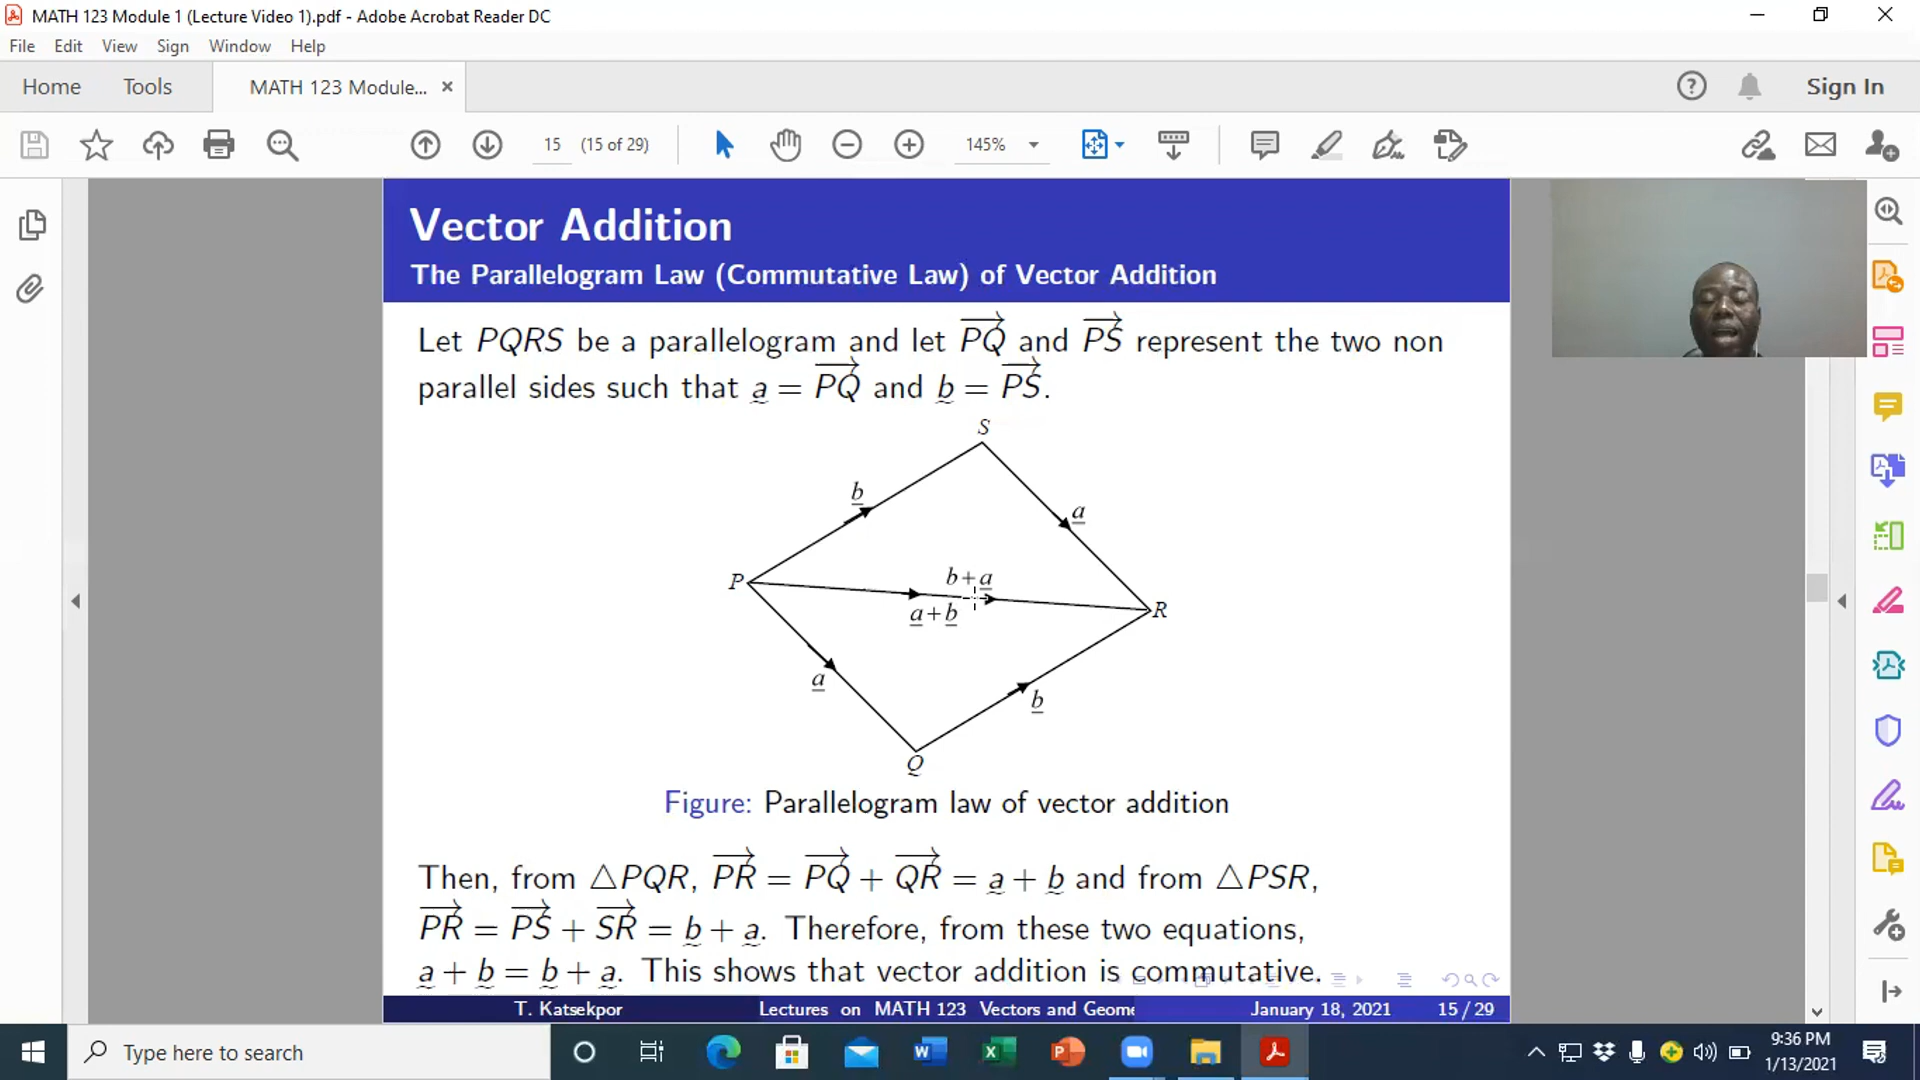 MATH 123 Module 1 (Lecture Video 1).pdf - Adobe Acrobat Reader DC
File Edit View Sign Window Help
Home Tools MATH 123 Module... × Sign In
15 (15 of 29) 145%
Vector Addition
The Parallelogram Law (Commutative Law) of Vector Addition
Let PQRS be a parallelogram and let PQ⃗ and PS⃗ represent the two non
parallel sides such that a̰ = PQ⃗ and b̰ = PS⃗.
S
b
a
b+a
P
a+b
R
a
b
Q
Figure: Parallelogram law of vector addition
Then, from △PQR, PR⃗ = PQ⃗ + QR⃗ = a̰ + b̰ and from △PSR,
PR⃗ = PS⃗ + SR⃗ = b̰ + a̰. Therefore, from these two equations,
a̰ + b̰ = b̰ + a̰. This shows that vector addition is commutative.
T. Katsekpor Lectures on MATH 123 Vectors and Geome January 18, 2021 15 / 29
Type here to search
9:36 PM
1/13/2021